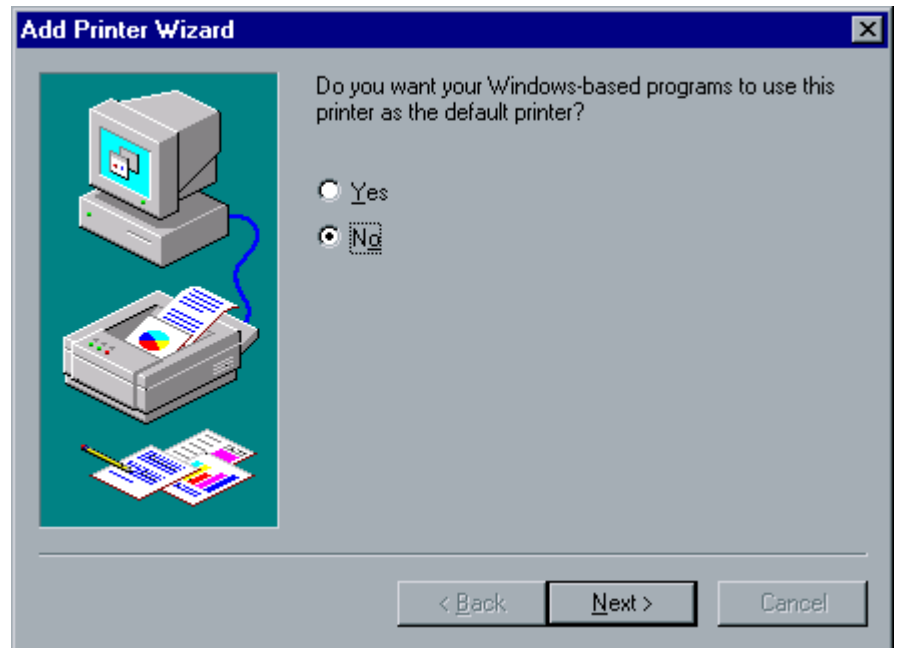 Add Printer Wizard
Do you want your Windows-based programs to use this
printer as the default printer?
Yes
No
< Back
Next >
Cancel